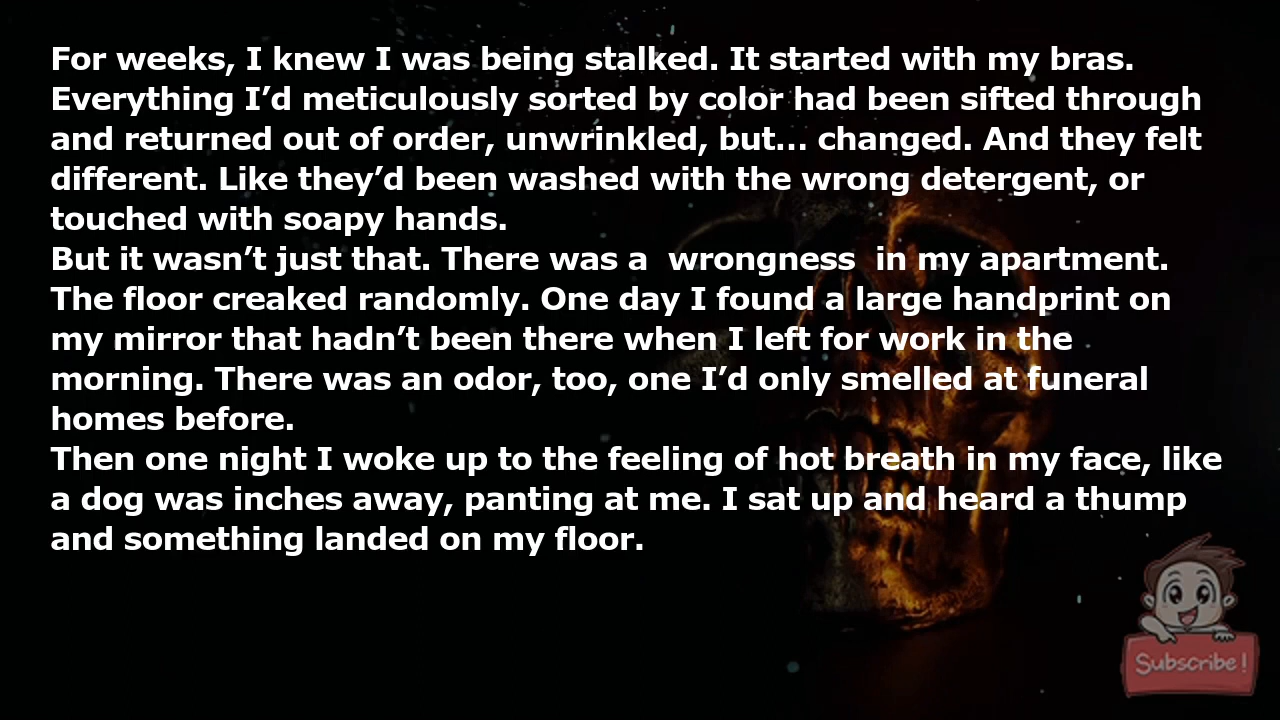 For weeks, I knew I was being stalked. It started with my bras.
Everything I’d meticulously sorted by color had been sifted through
and returned out of order, unwrinkled, but... changed. And they felt
different. Like they’d been washed with the wrong detergent, or
touched with soapy hands.
But it wasn’t just that. There was a  wrongness  in my apartment.
The floor creaked randomly. One day I found a large handprint on
my mirror that hadn’t been there when I left for work in the
morning. There was an odor, too, one I’d only smelled at funeral
homes before.
Then one night I woke up to the feeling of hot breath in my face, like
a dog was inches away, panting at me. I sat up and heard a thump
and something landed on my floor.
Subscribe!